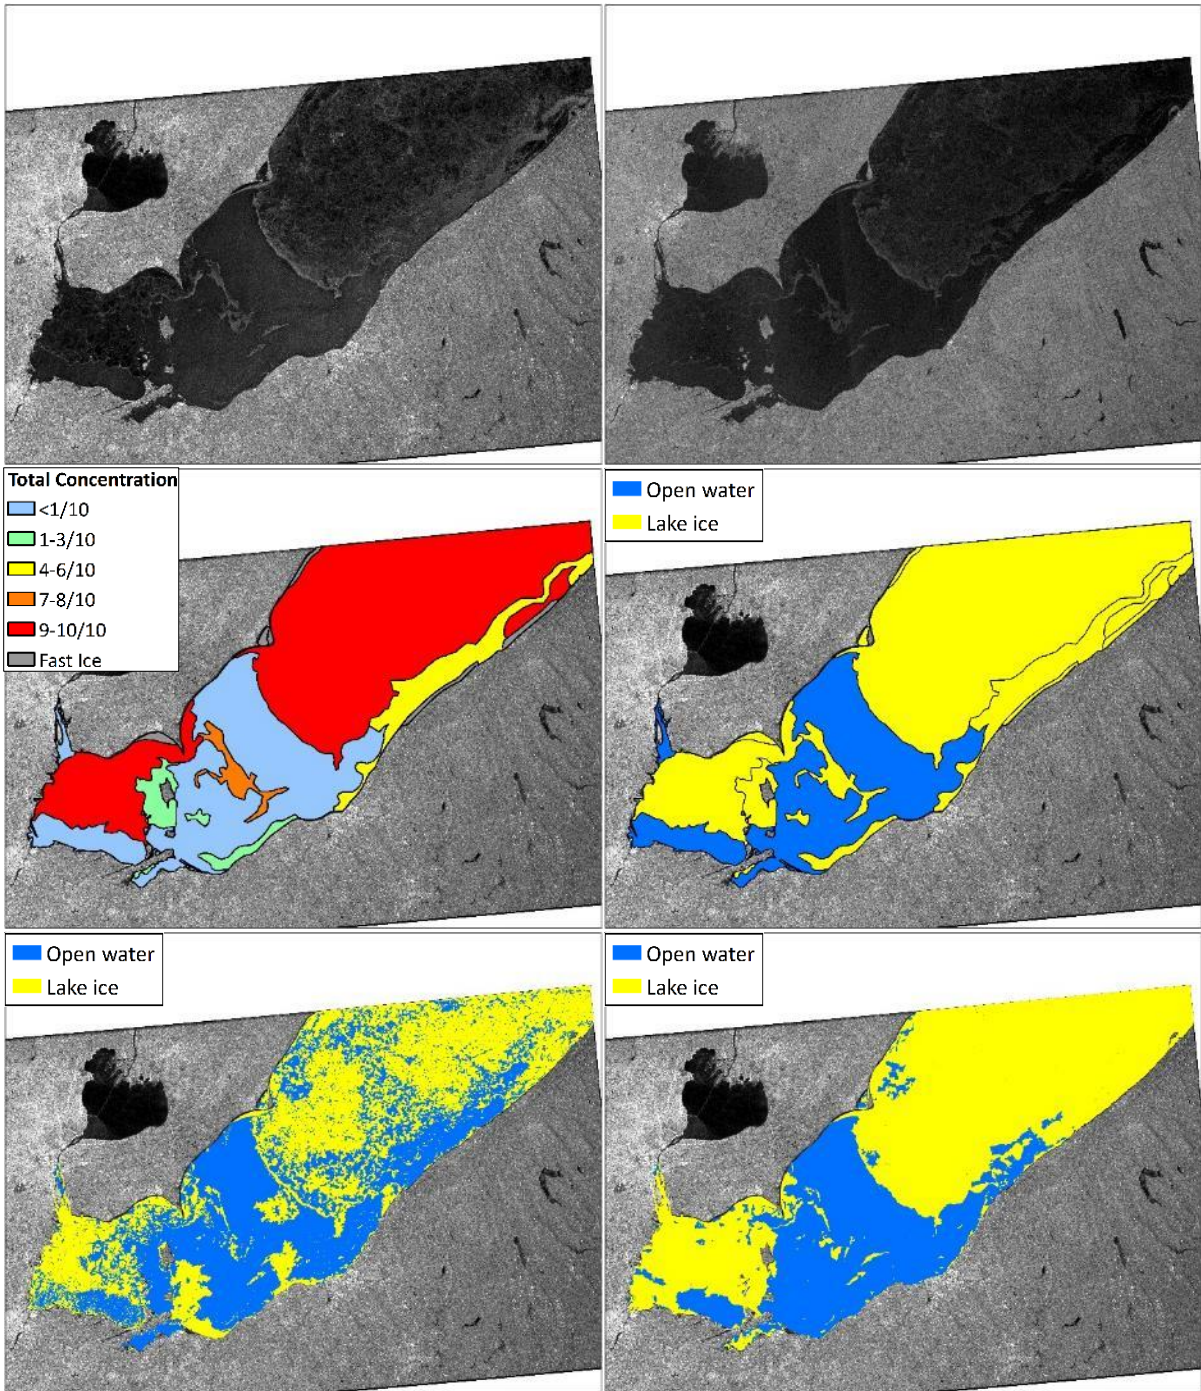 Total Concentration
<1/10
1-3/10
4-6/10
7-8/10
9-10/10
Fast Ice
Open water
Lake ice
Open water
Lake ice
Open water
Lake ice